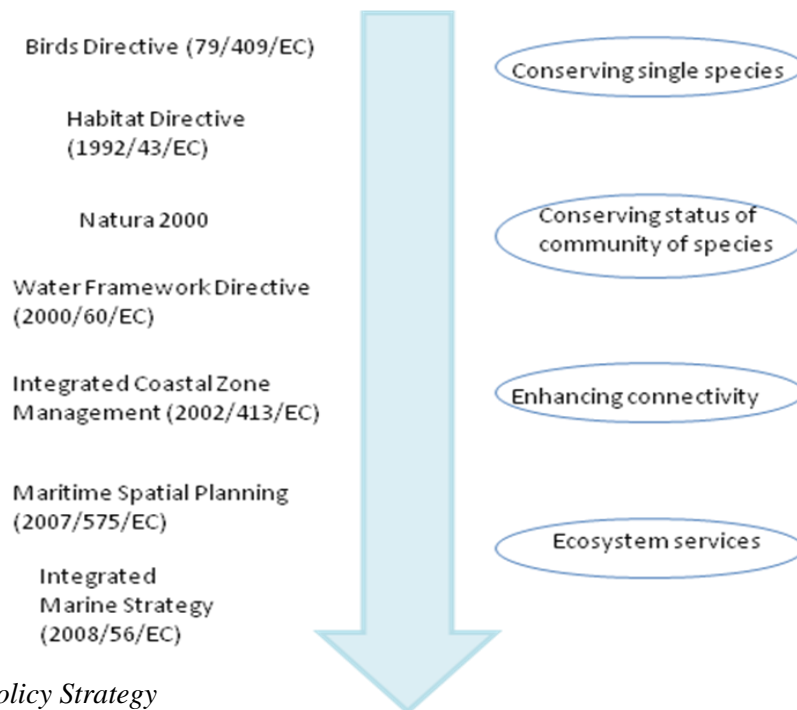 Birds Directive (79/409/EC)
Conserving single species
Habitat Directive
(1992/43/EC)
Natura 2000
Conserving status of
community of species
Water Framework Directive
(2000/60/EC)
Integrated Coastal Zone
Management (2002/413/EC)
Enhancing connectivity
Maritime Spatial Planning
(2007/575/EC)
Ecosystem services
Integrated
Marine Strategy
(2008/56/EC)
olicy Strategy